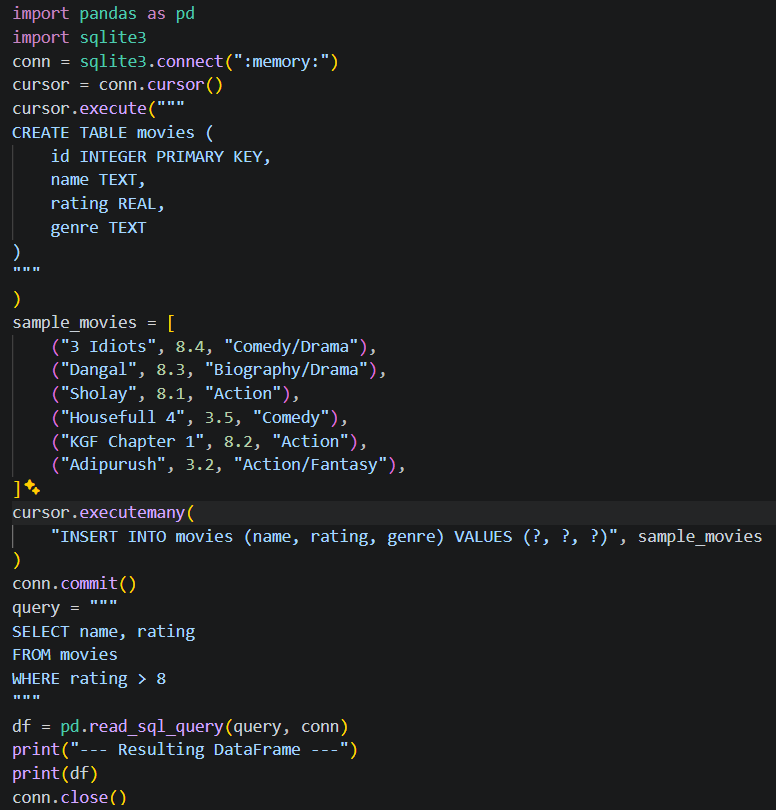 import pandas as pd
import sqlite3
conn = sqlite3.connect(":memory:")
cursor = conn.cursor()
cursor.execute("""
CREATE TABLE movies (
    id INTEGER PRIMARY KEY,
    name TEXT,
    rating REAL,
    genre TEXT
)
"""
)
sample_movies = [
    ("3 Idiots", 8.4, "Comedy/Drama"),
    ("Dangal", 8.3, "Biography/Drama"),
    ("Sholay", 8.1, "Action"),
    ("Housefull 4", 3.5, "Comedy"),
    ("KGF Chapter 1", 8.2, "Action"),
    ("Adipurush", 3.2, "Action/Fantasy"),
]
cursor.executemany(
    "INSERT INTO movies (name, rating, genre) VALUES (?, ?, ?)", sample_movies
)
conn.commit()
query = """
SELECT name, rating
FROM movies
WHERE rating > 8
"""
df = pd.read_sql_query(query, conn)
print("--- Resulting DataFrame ---")
print(df)
conn.close()